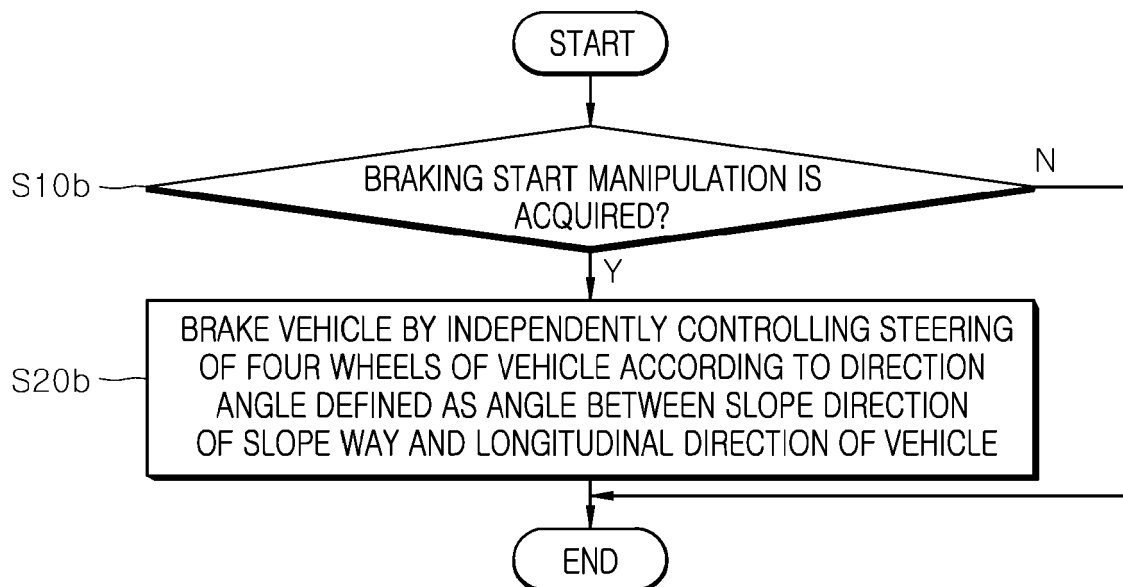 START
S10b
BRAKING START MANIPULATION IS
ACQUIRED?
N
Y
S20b
BRAKE VEHICLE BY INDEPENDENTLY CONTROLLING STEERING
OF FOUR WHEELS OF VEHICLE ACCORDING TO DIRECTION
ANGLE DEFINED AS ANGLE BETWEEN SLOPE DIRECTION
OF SLOPE WAY AND LONGITUDINAL DIRECTION OF VEHICLE
END